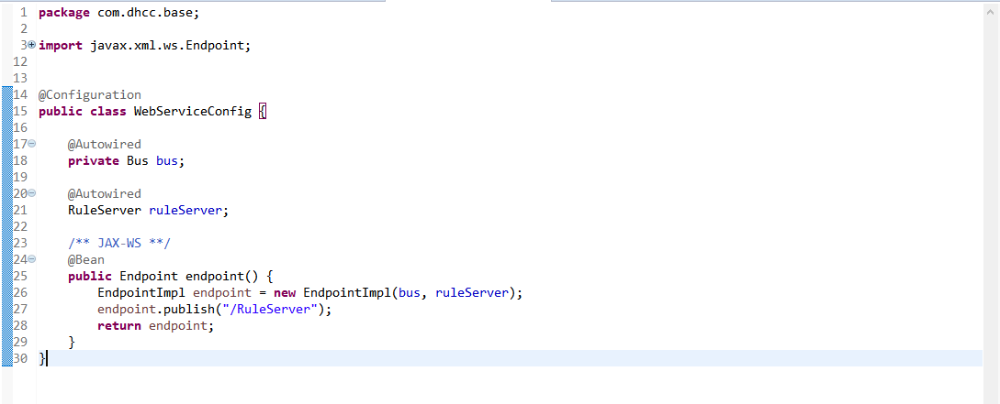 1 package com.dhcc.base;
2
3 import javax.xml.ws.Endpoint;
12
13
14 @Configuration
15 public class WebServiceConfig {
16
17 @Autowired
18 private Bus bus;
19
20 @Autowired
21 RuleServer ruleServer;
22
23 /** JAX-WS **/
24 @Bean
25 public Endpoint endpoint() {
26 EndpointImpl endpoint = new EndpointImpl(bus, ruleServer);
27 endpoint.publish("/RuleServer");
28 return endpoint;
29 }
30 }